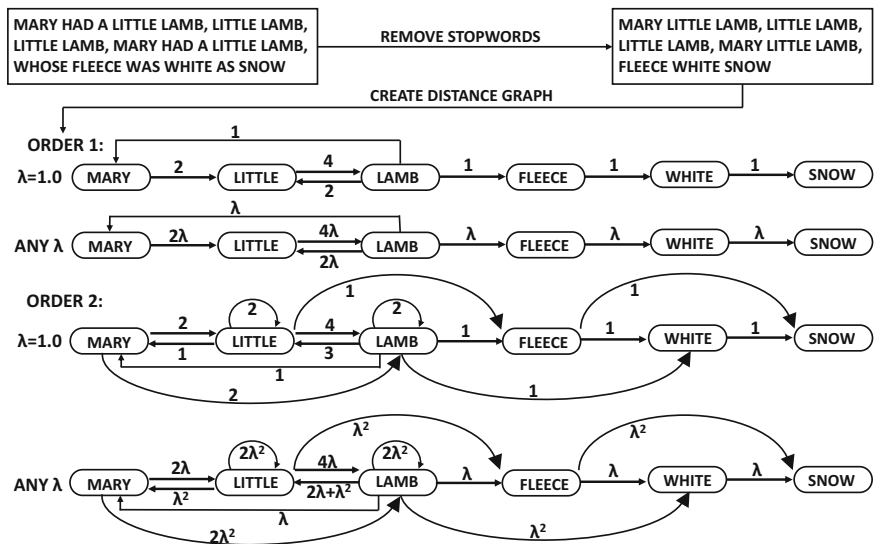 MARY HAD A LITTLE LAMB, LITTLE LAMB,
LITTLE LAMB, MARY HAD A LITTLE LAMB,
WHOSE FLEECE WAS WHITE AS SNOW
REMOVE STOPWORDS
MARY LITTLE LAMB, LITTLE LAMB,
LITTLE LAMB, MARY LITTLE LAMB,
FLEECE WHITE SNOW
CREATE DISTANCE GRAPH
ORDER 1:
1
λ=1.0
MARY 2 LITTLE 4 LAMB 1 FLEECE 1 WHITE 1 SNOW
2
λ
ANY λ
MARY 2λ LITTLE 4λ LAMB λ FLEECE λ WHITE λ SNOW
2λ
ORDER 2:
2 1 2 1
λ=1.0
MARY 2 LITTLE 4 LAMB 1 FLEECE 1 WHITE 1 SNOW
1 3
1
2 1
2λ² λ² 2λ² λ²
ANY λ
MARY 2λ LITTLE 4λ LAMB λ FLEECE λ WHITE λ SNOW
λ² 2λ+λ²
λ
2λ² λ²